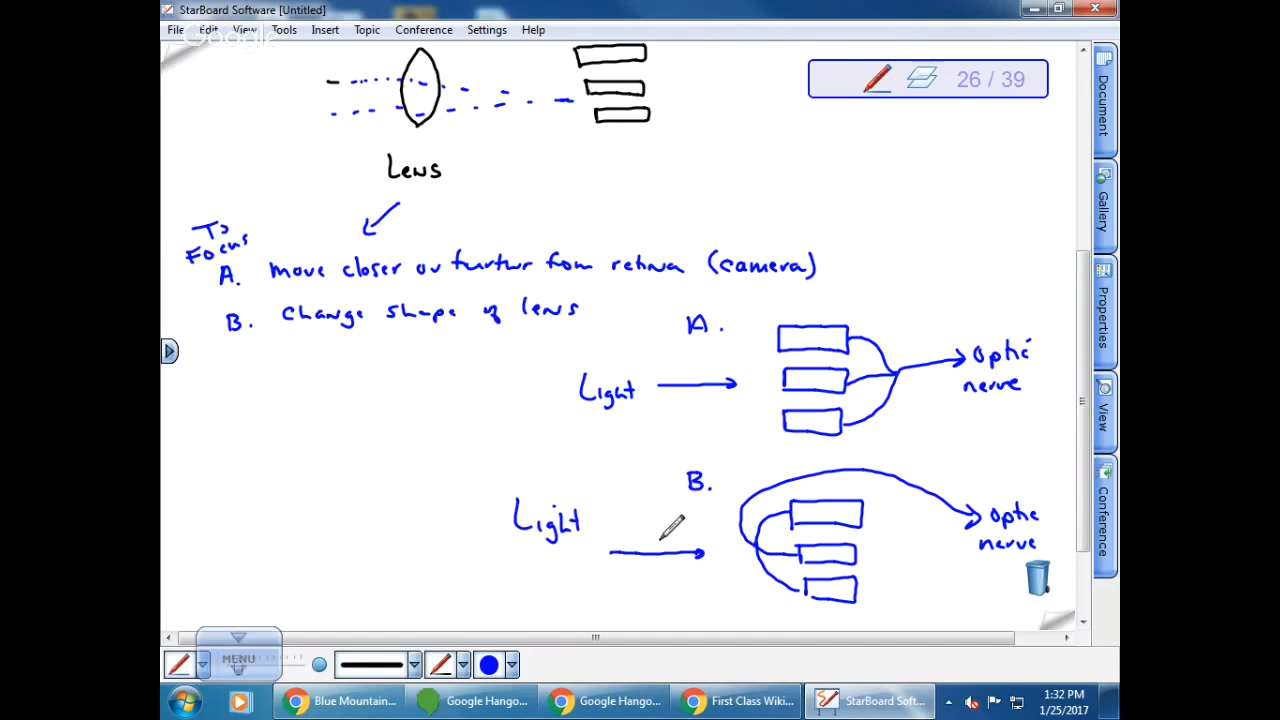 StarBoard Software [Untitled]
File Edit View Tools Insert Topic Conference Settings Help
Google
26 / 39
Lens
To
Focus
A. move closer or further from retina (camera)
B. change shape of lens
A.
Light
Optic
nerve
B.
Light
Optic
nerve
Document
Gallery
Properties
View
Conference
MENU
Blue Mountain...
Google Hango...
Google Hango...
First Class Wiki...
StarBoard Soft...
1:32 PM
1/25/2017